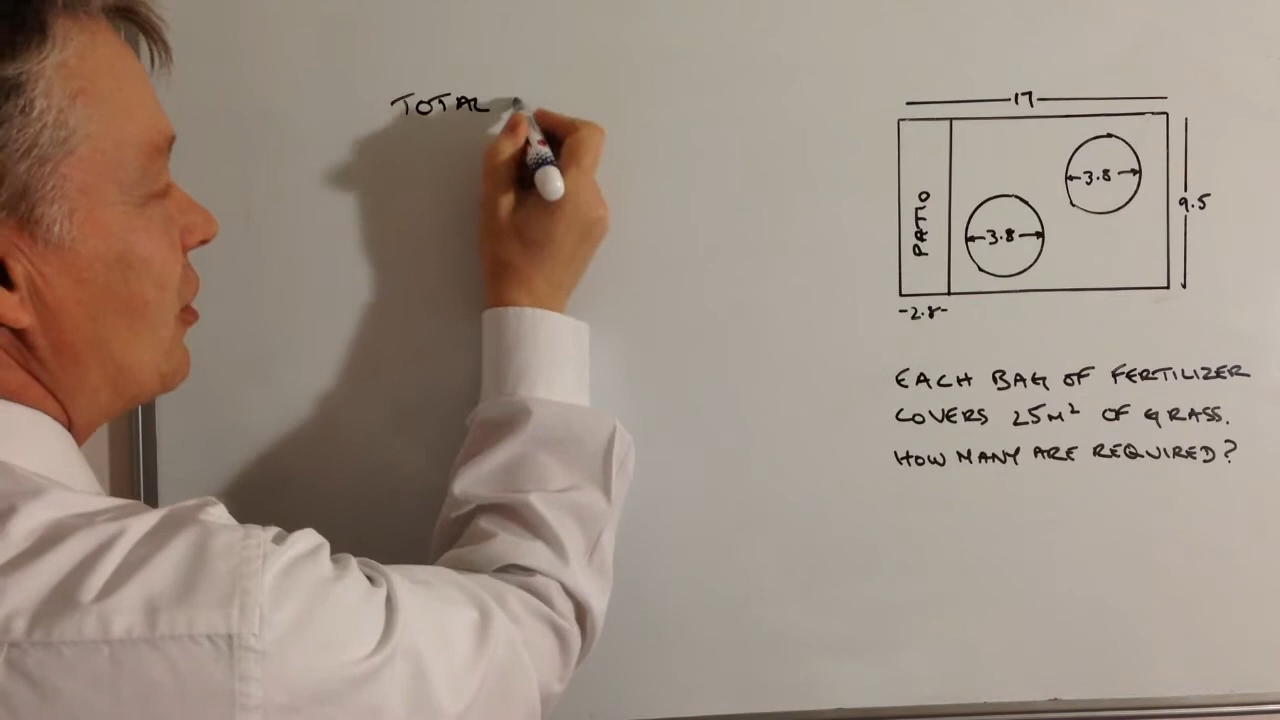 TOTAL
17
PATIO
3.8
3.8
9.5
2.8
EACH BAG OF FERTILIZER
COVERS 25M² OF GRASS.
HOW MANY ARE REQUIRED?